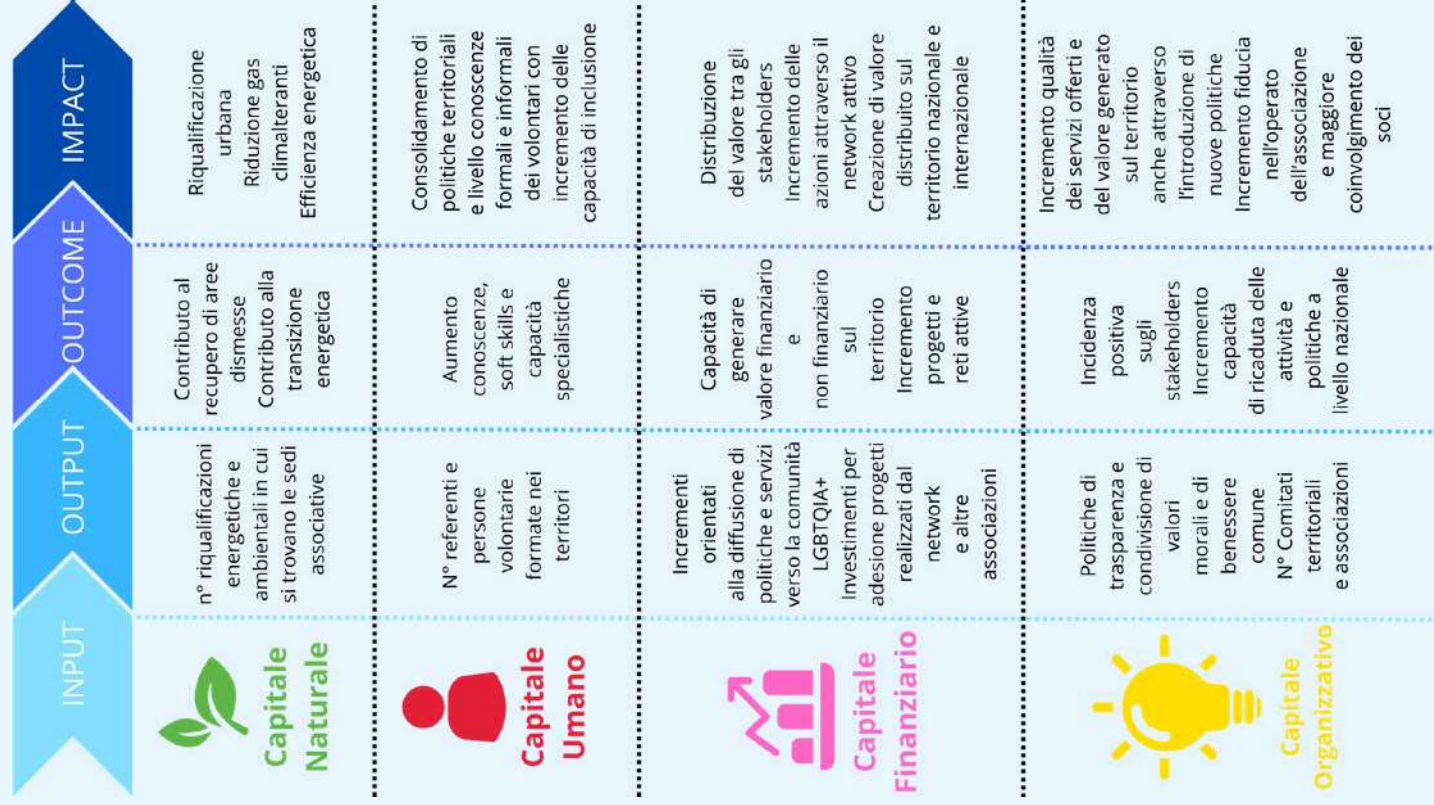 INPUT
OUTPUT
OUTCOME
IMPACT
Capitale
Naturale
n° riqualificazioni
energetiche e
ambientali in cui
si trovano le sedi
associative
Contributo al
recupero di aree
dismesse
Contributo alla
transizione
energetica
Riqualificazione
urbana
Riduzione gas
climalteranti
Efficienza energetica
Capitale
Umano
N° referenti e
persone
volontarie
formate nei
territori
Aumento
conoscenze,
soft skills e
capacità
specialistiche
Consolidamento di
politiche territoriali
e livello conoscenze
formali e informali
dei volontari con
incremento delle
capacità di inclusione
Capitale
Finanziario
Incrementi
orientati
alla diffusione di
politiche e servizi
verso la comunità
LGBTQIA+
Investimenti per
adesione progetti
realizzati dal
network
e altre
associazioni
Capacità di
generare
valore finanziario
e
non finanziario
sul
territorio
Incremento
progetti e
reti attive
Distribuzione
del valore tra gli
stakeholders
Incremento delle
azioni attraverso il
network attivo
Creazione di valore
distribuito sul
territorio nazionale e
internazionale
Capitale
Organizzativo
Politiche di
trasparenza e
condivisione di
valori
morali e di
benessere
comune
N° Comitati
territoriali
e associazioni
Incidenza
positiva
sugli
stakeholders
Incremento
capacità
di ricaduta delle
attività e
politiche a
livello nazionale
Incremento qualità
dei servizi offerti e
del valore generato
sul territorio
anche attraverso
l'introduzione di
nuove politiche
Incremento fiducia
nell'operato
dell'associazione
e maggiore
coinvolgimento dei
soci